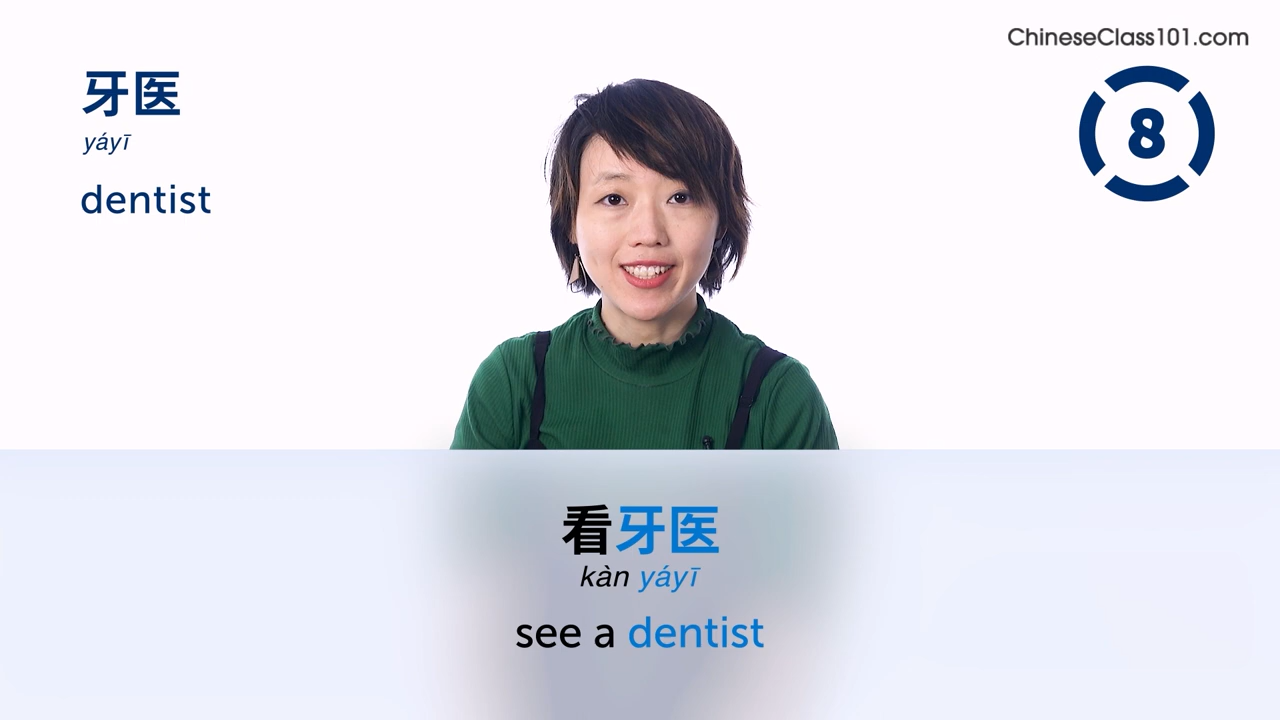 ChineseClass101.com
牙医
yáyī
dentist
8
看牙医
kàn yáyī
see a dentist